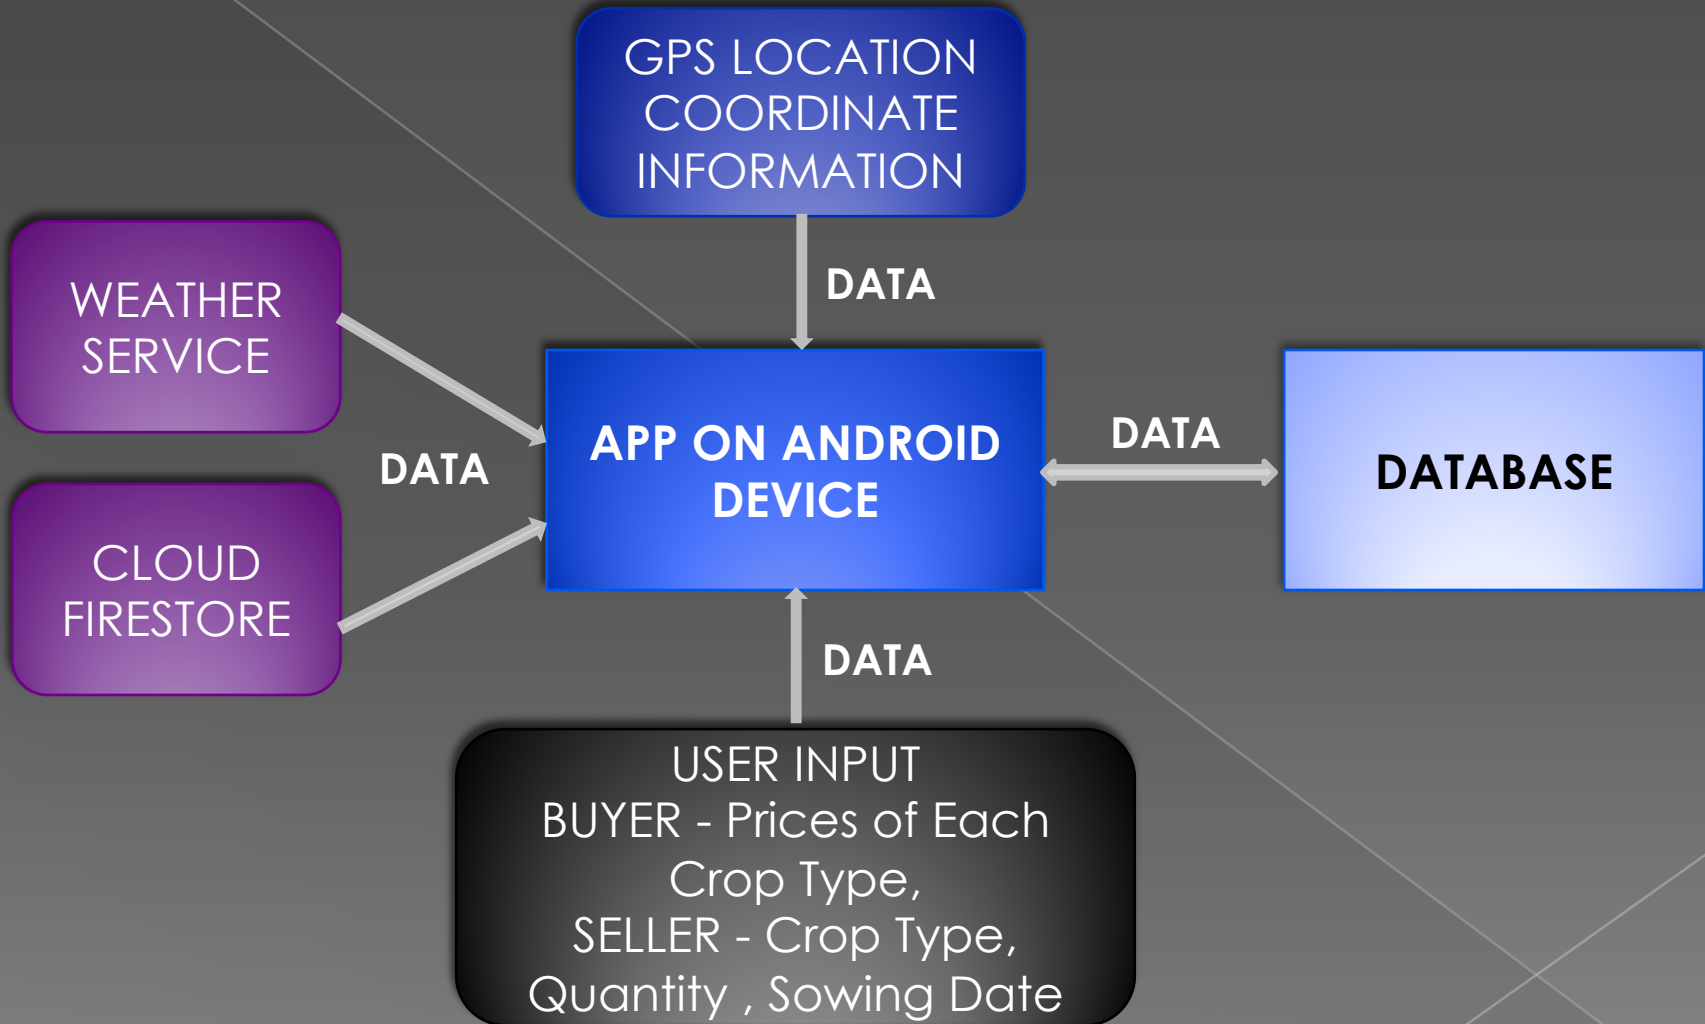 GPS LOCATION
COORDINATE
INFORMATION
DATA
WEATHER
SERVICE
DATA
CLOUD
FIRESTORE
APP ON ANDROID
DEVICE
DATA
DATABASE
DATA
USER INPUT
BUYER - Prices of Each
Crop Type,
SELLER - Crop Type,
Quantity , Sowing Date